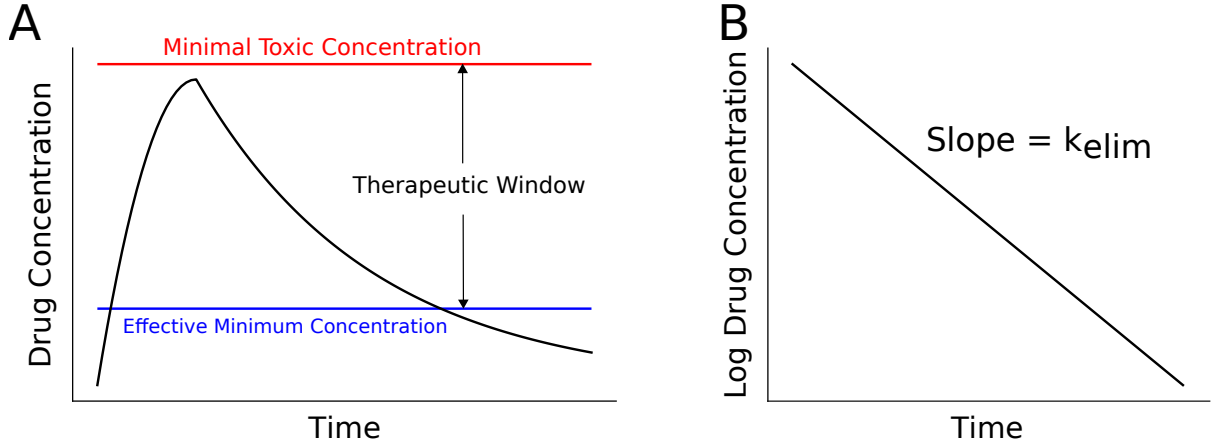 A
Minimal Toxic Concentration
Therapeutic Window
Effective Minimum Concentration
Drug Concentration
Time
B
Slope = kelim
Log Drug Concentration
Time